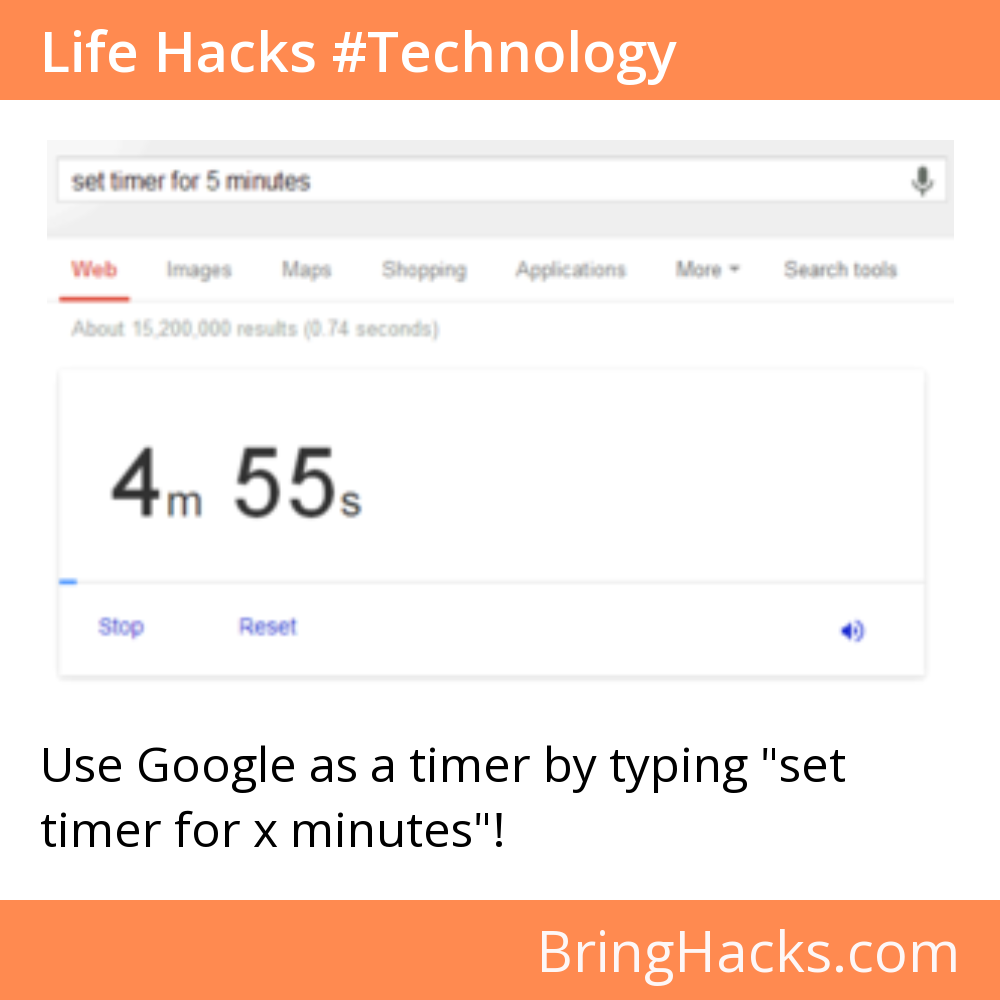 Life Hacks #Technology
set timer for 5 minutes
Web Images Maps Shopping Applications More Search tools
About 15,200,000 results (0.74 seconds)
4m 55s
Stop Reset
Use Google as a timer by typing "set
timer for x minutes"!
BringHacks.com